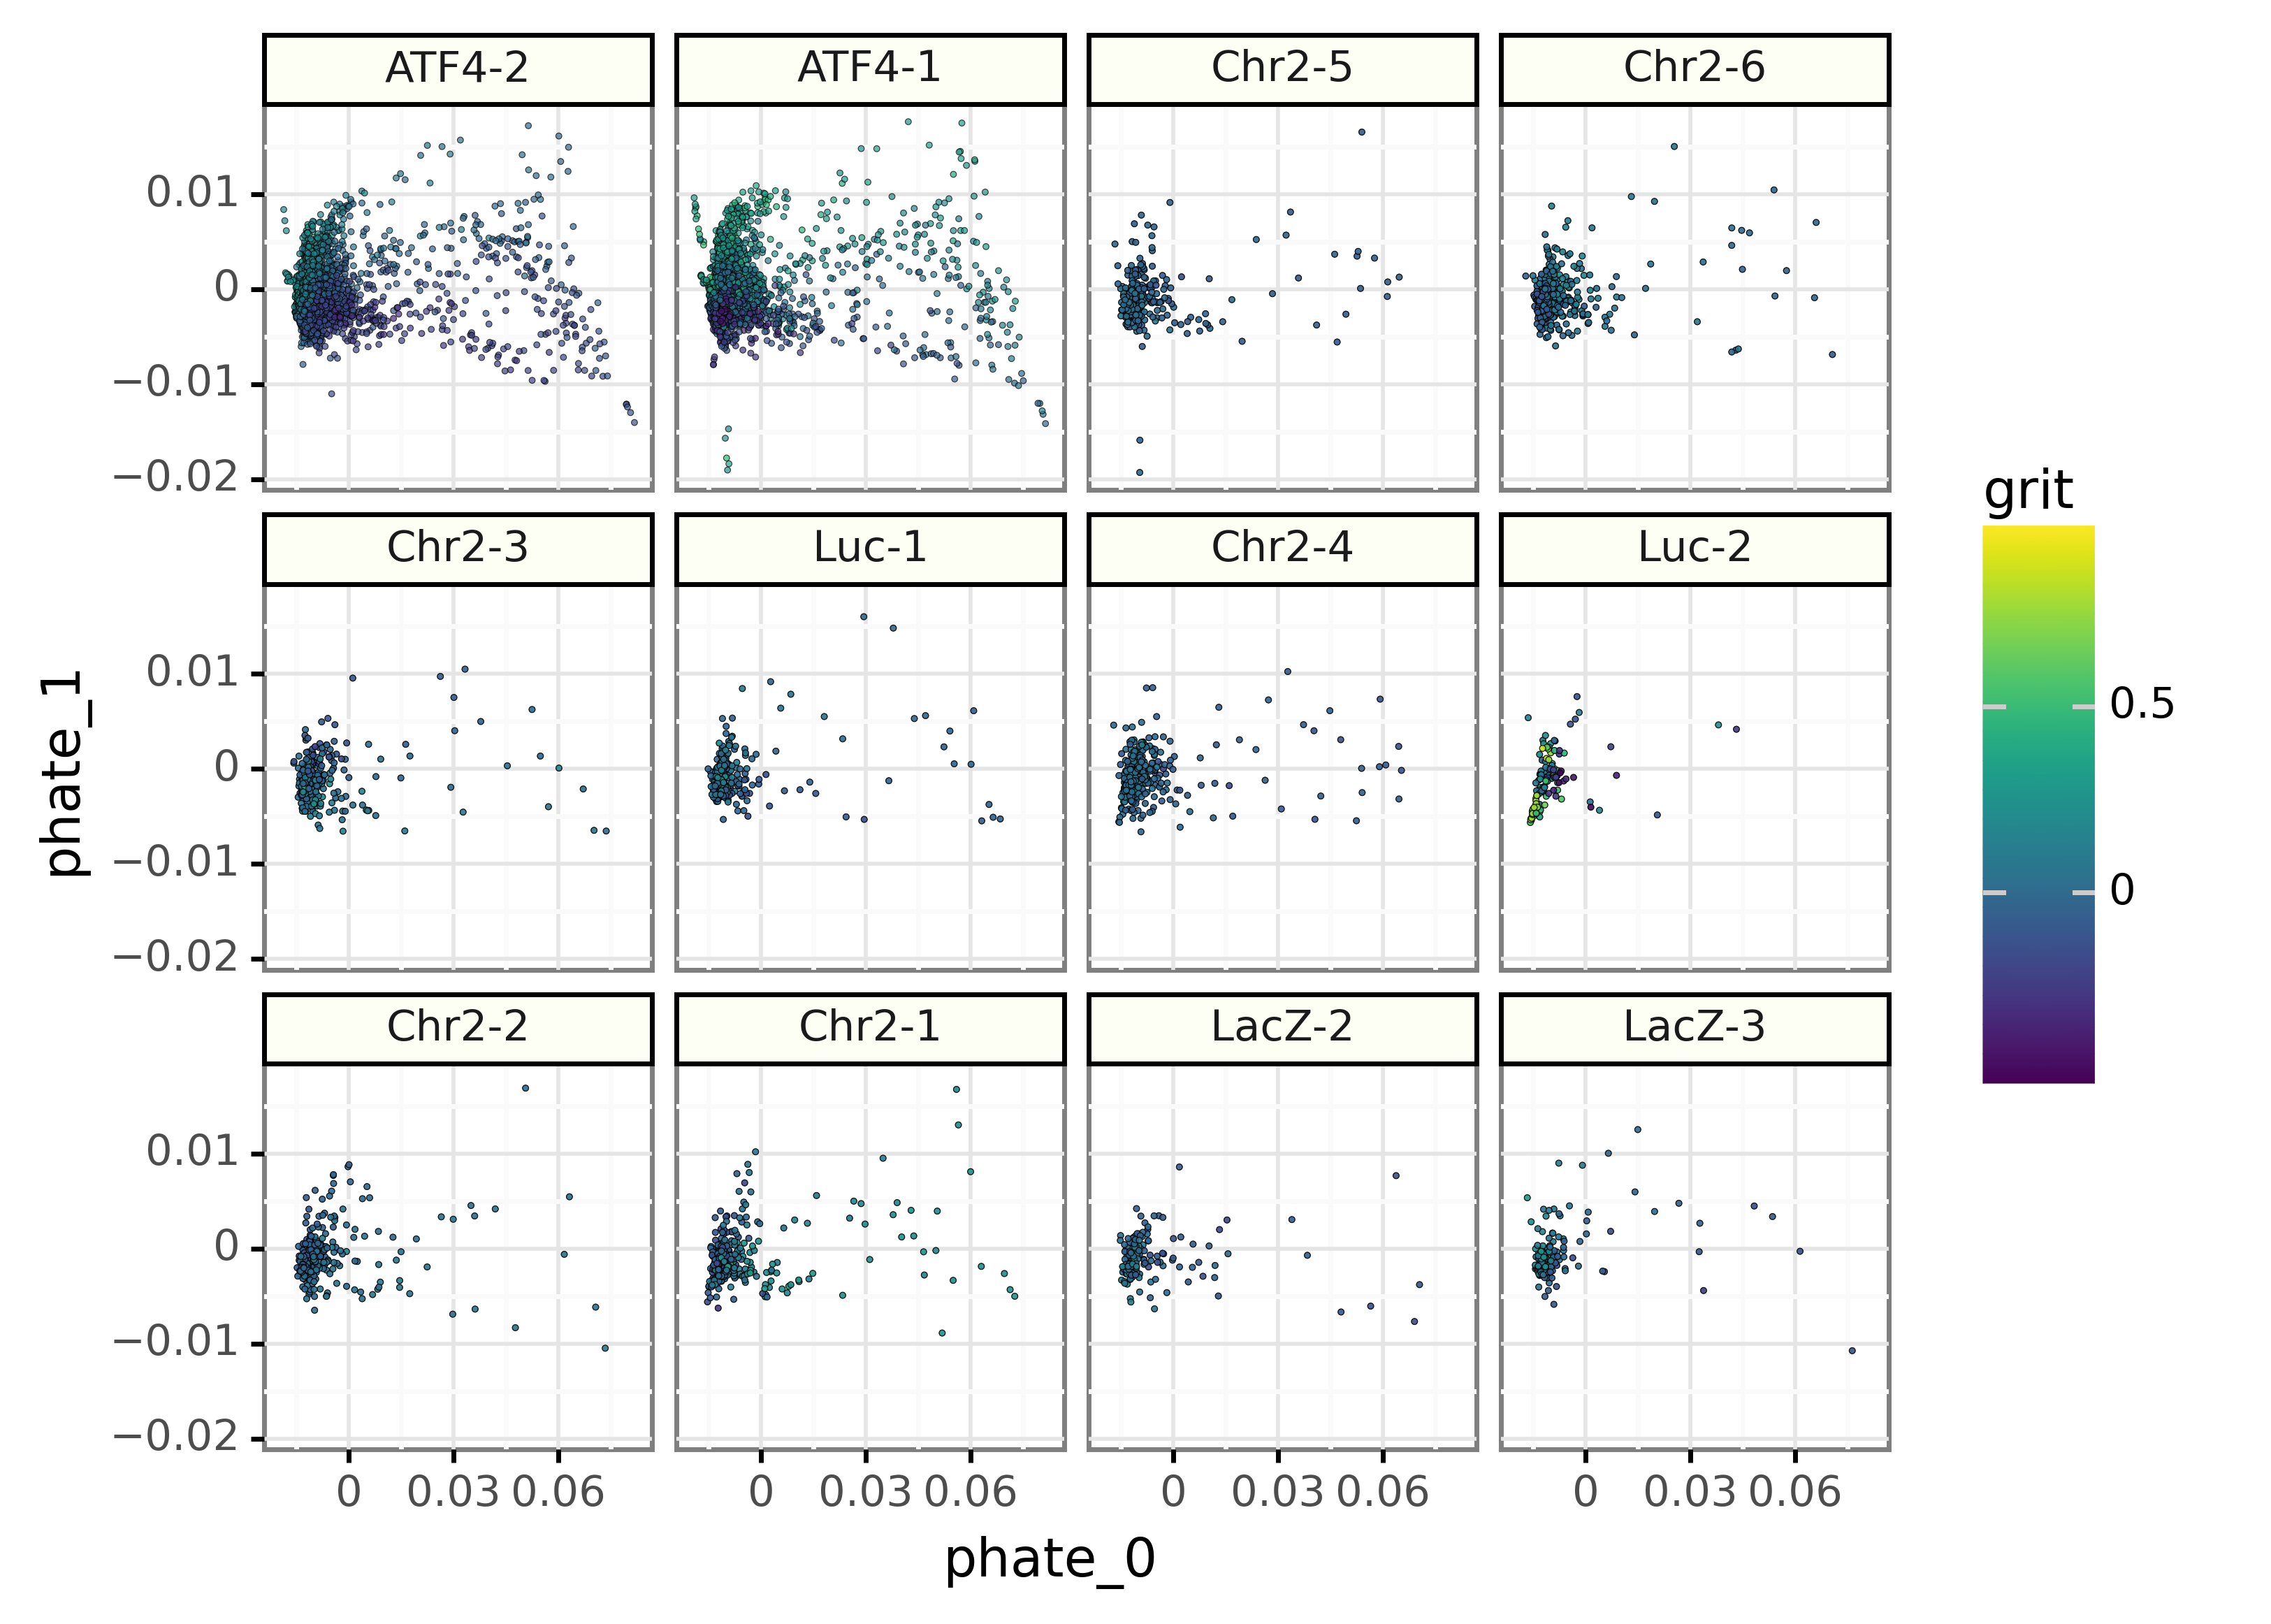 ATF4-2 ATF4-1 Chr2-5 Chr2-6
0.01
0
−0.01
−0.02
Chr2-3 Luc-1 Chr2-4 Luc-2
0.01
0
−0.01
−0.02
Chr2-2 Chr2-1 LacZ-2 LacZ-3
0.01
0
−0.01
−0.02
0 0.03 0.06 0 0.03 0.06 0 0.03 0.06 0 0.03 0.06
phate_0
phate_1
grit
0.5
0